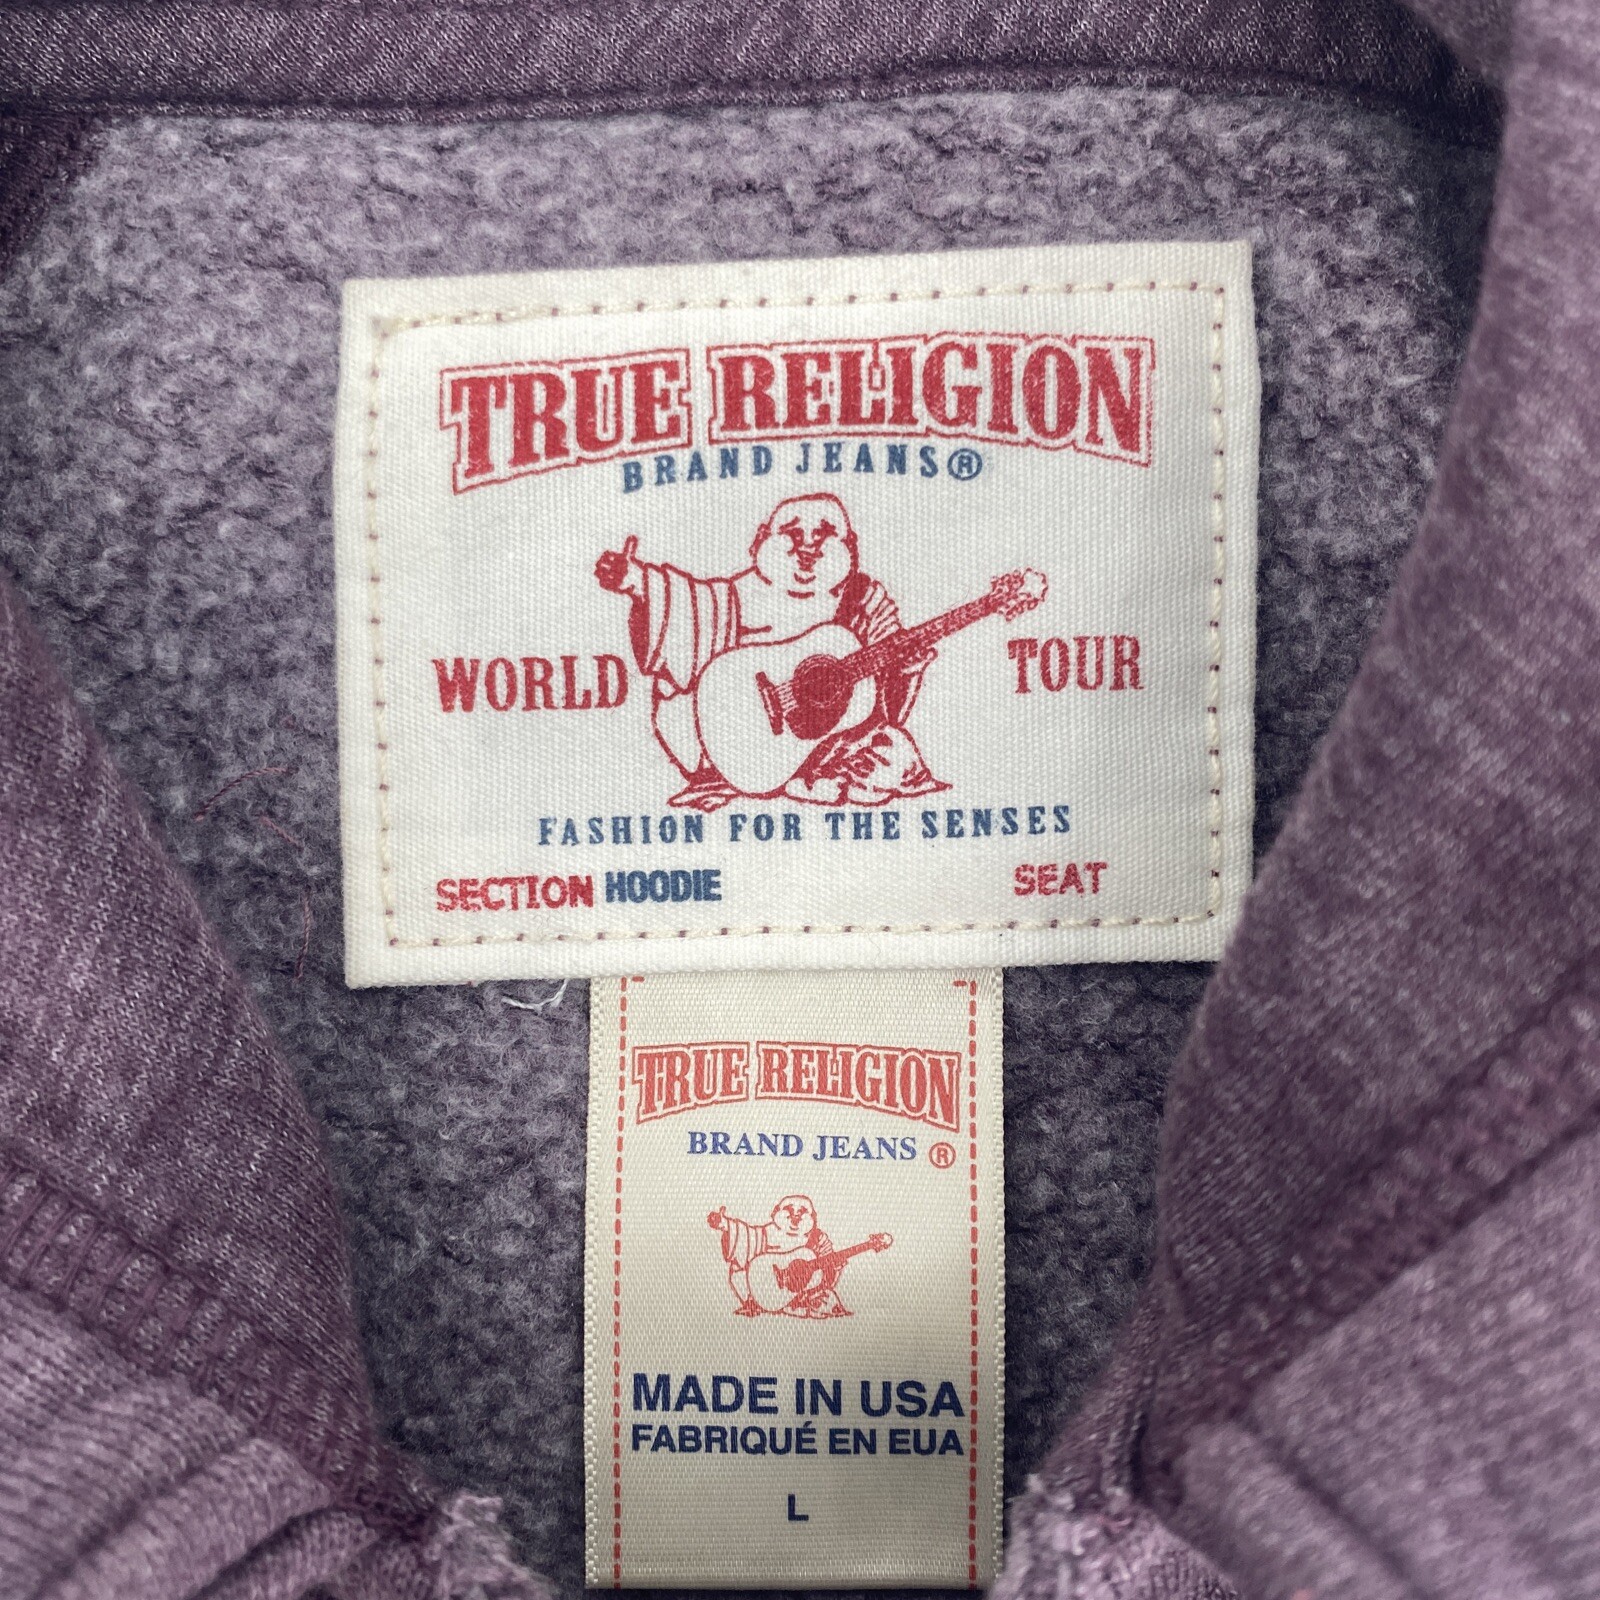 TRUE RELIGION
BRAND JEANS®
WORLD TOUR
FASHION FOR THE SENSES
SECTION HOODIE SEAT
TRUE RELIGION
BRAND JEANS ®
MADE IN USA
FABRIQUÉ EN EUA
L